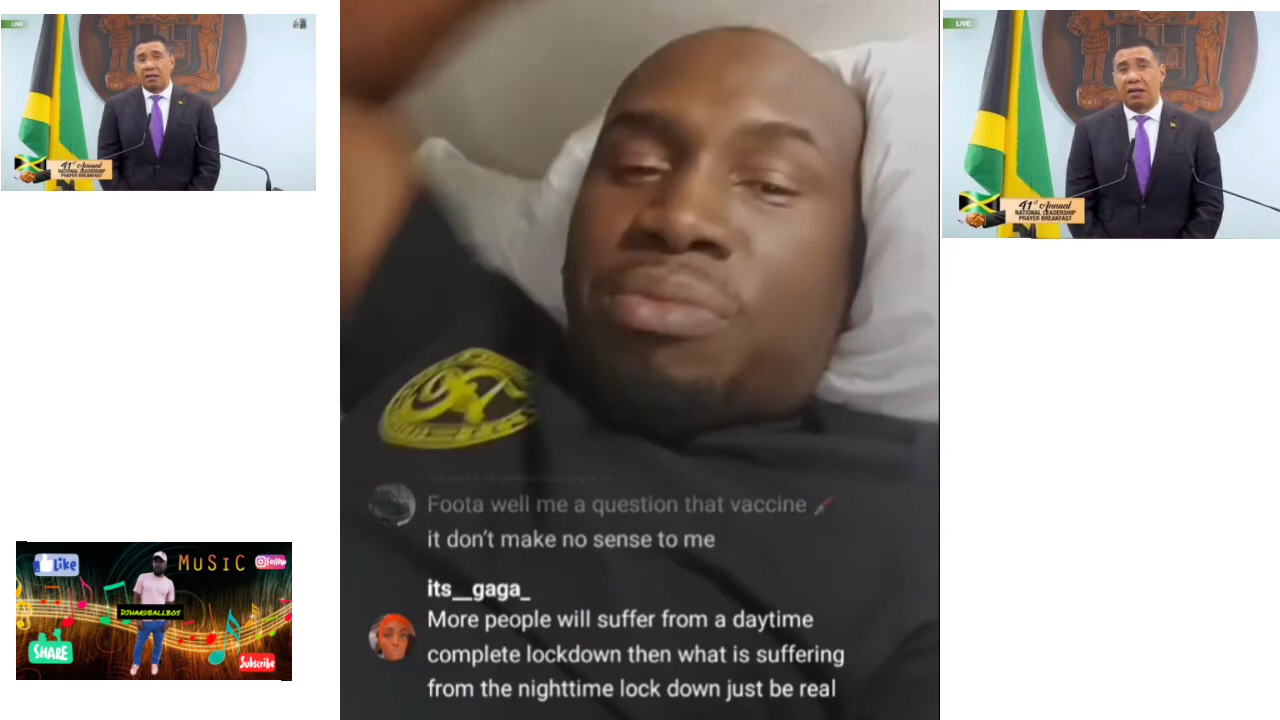 LIVE
41st Annual
NATIONAL LEADERSHIP
PRAYER BREAKFAST
LIVE
41st Annual
NATIONAL LEADERSHIP
PRAYER BREAKFAST
Foota well me a question that vaccine
it don't make no sense to me
its__gaga_
More people will suffer from a daytime
complete lockdown then what is suffering
from the nighttime lock down just be real
Like
MUSIC
Follow
DJHARDBALLBOS
SHARE
Subscribe